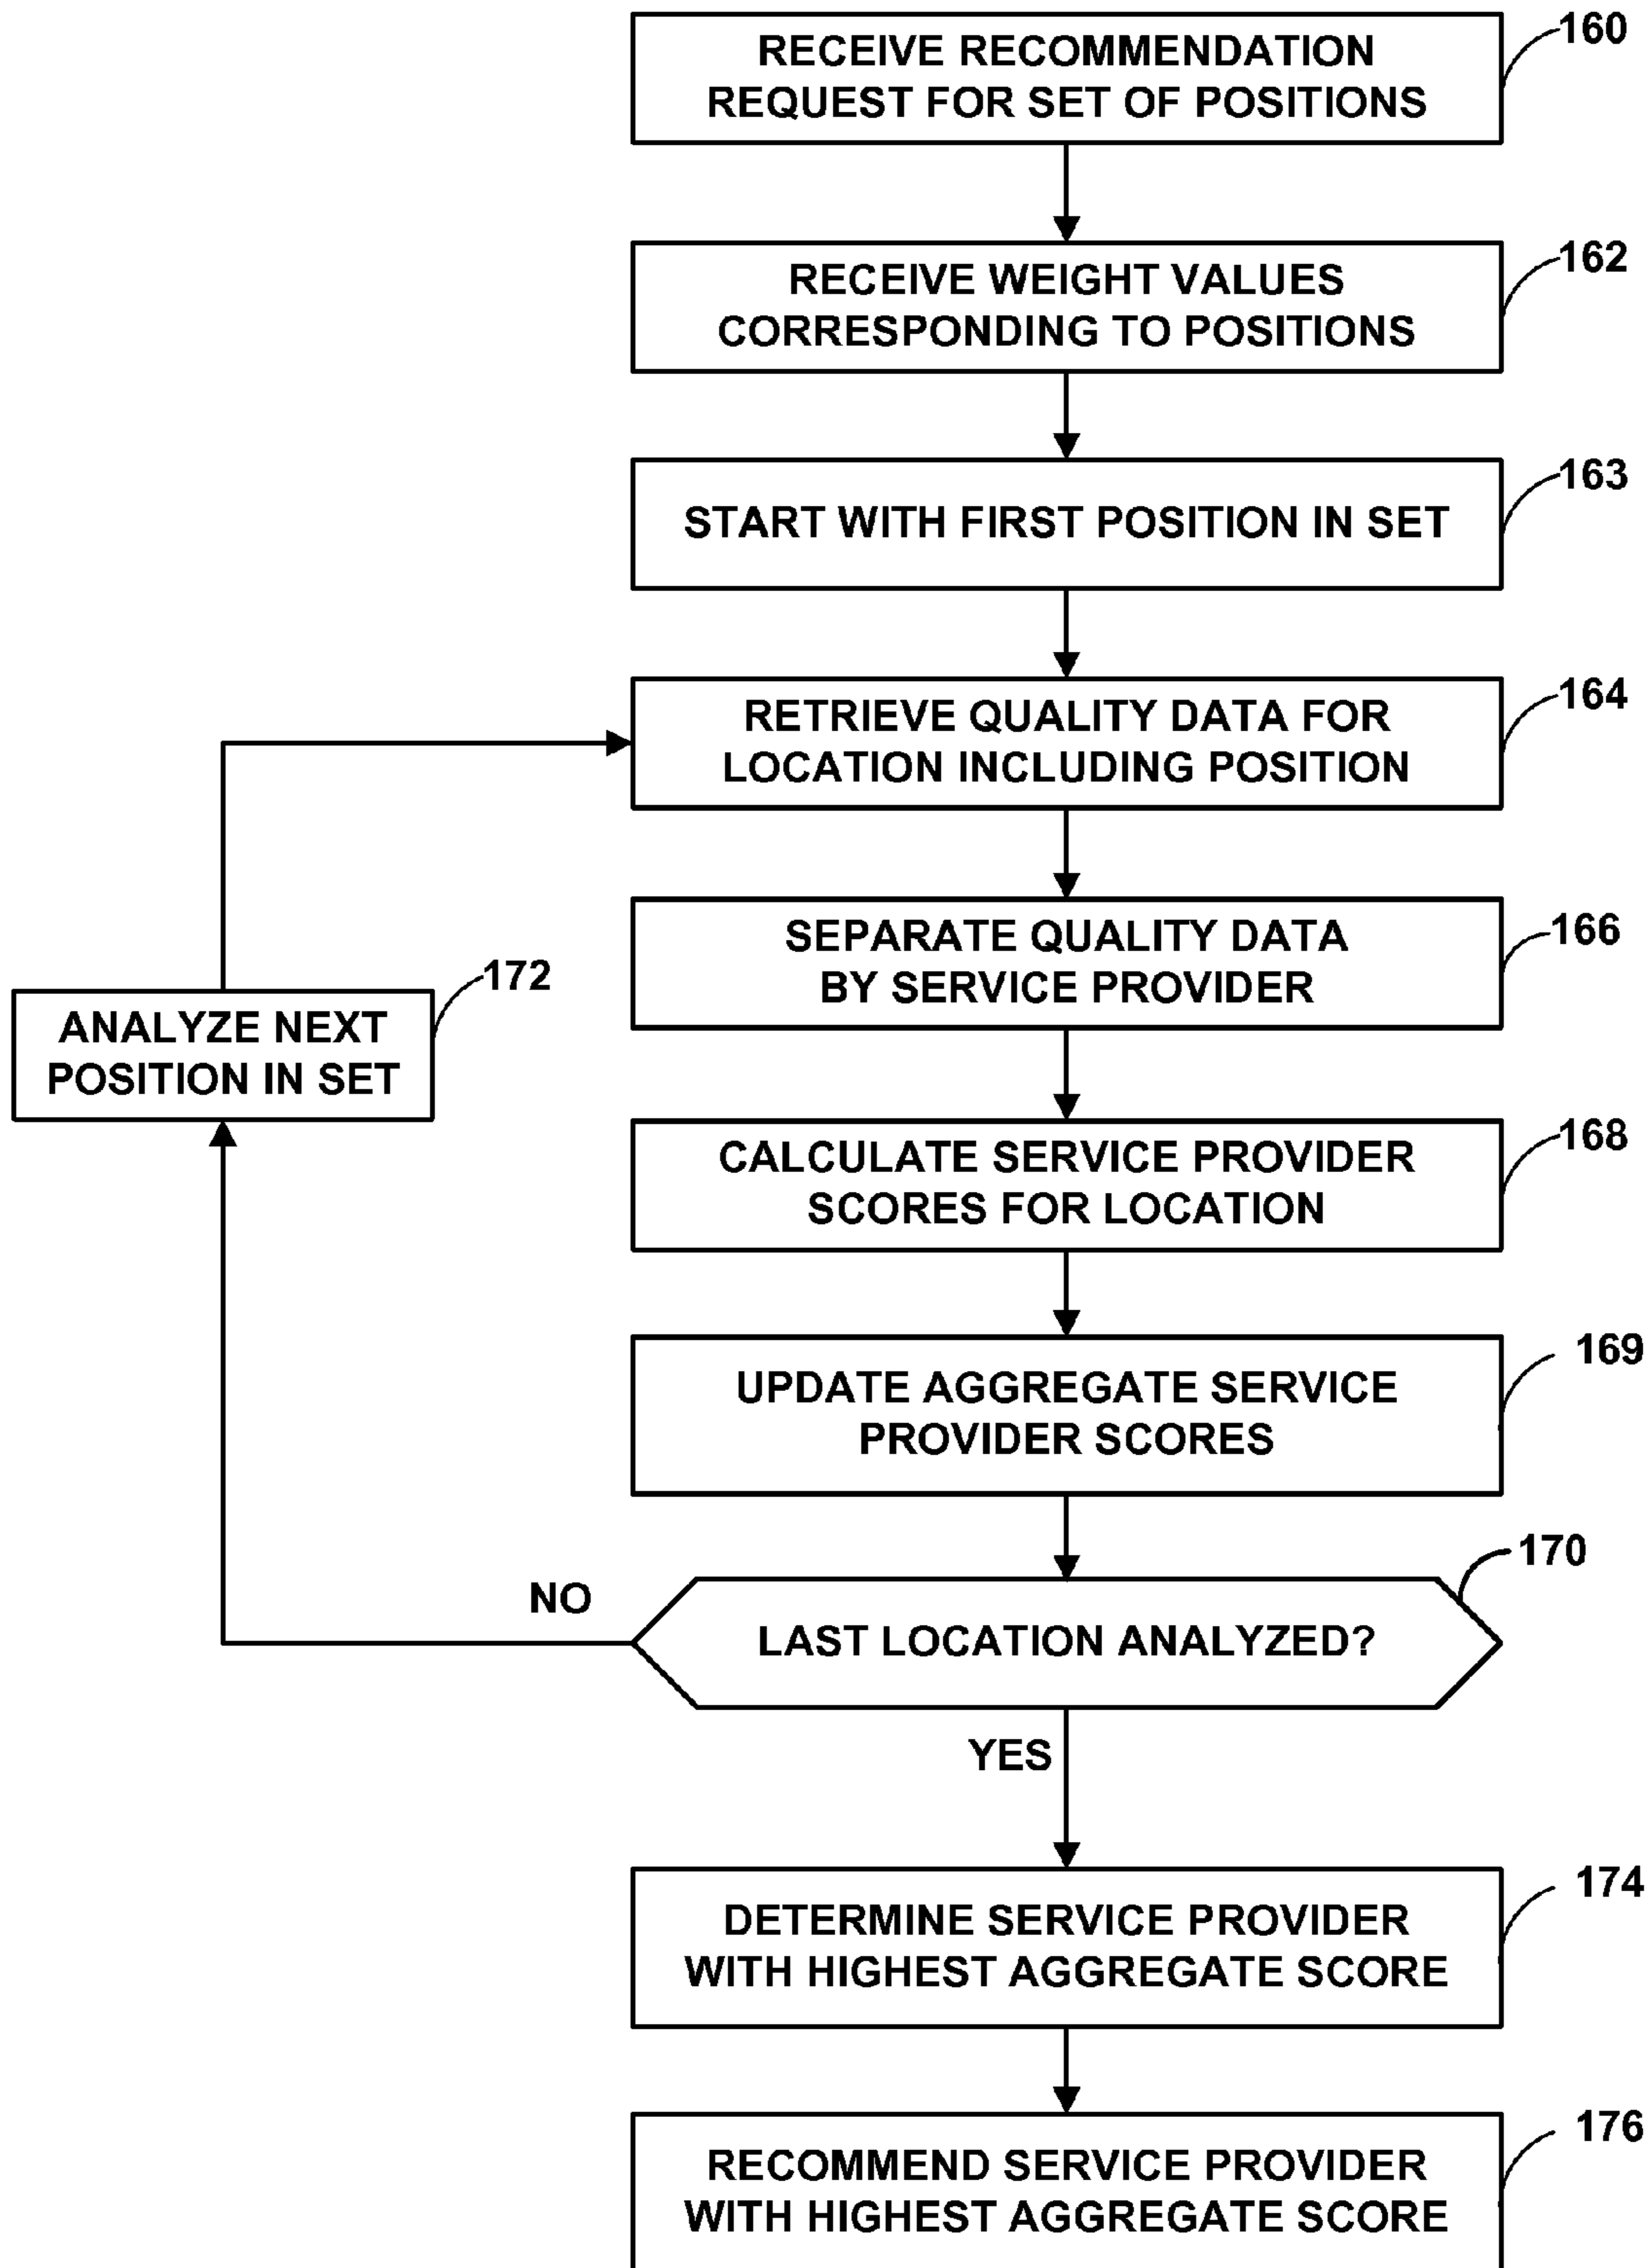 RECEIVE RECOMMENDATION
REQUEST FOR SET OF POSITIONS
160
RECEIVE WEIGHT VALUES
CORRESPONDING TO POSITIONS
162
START WITH FIRST POSITION IN SET
163
RETRIEVE QUALITY DATA FOR
LOCATION INCLUDING POSITION
164
SEPARATE QUALITY DATA
BY SERVICE PROVIDER
166
ANALYZE NEXT
POSITION IN SET
172
CALCULATE SERVICE PROVIDER
SCORES FOR LOCATION
168
UPDATE AGGREGATE SERVICE
PROVIDER SCORES
169
LAST LOCATION ANALYZED?
170
NO
YES
DETERMINE SERVICE PROVIDER
WITH HIGHEST AGGREGATE SCORE
174
RECOMMEND SERVICE PROVIDER
WITH HIGHEST AGGREGATE SCORE
176